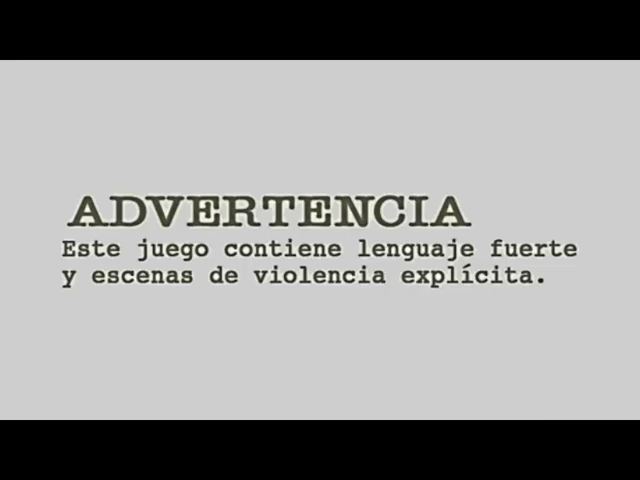 ADVERTENCIA
Este juego contiene lenguaje fuerte
y escenas de violencia explícita.